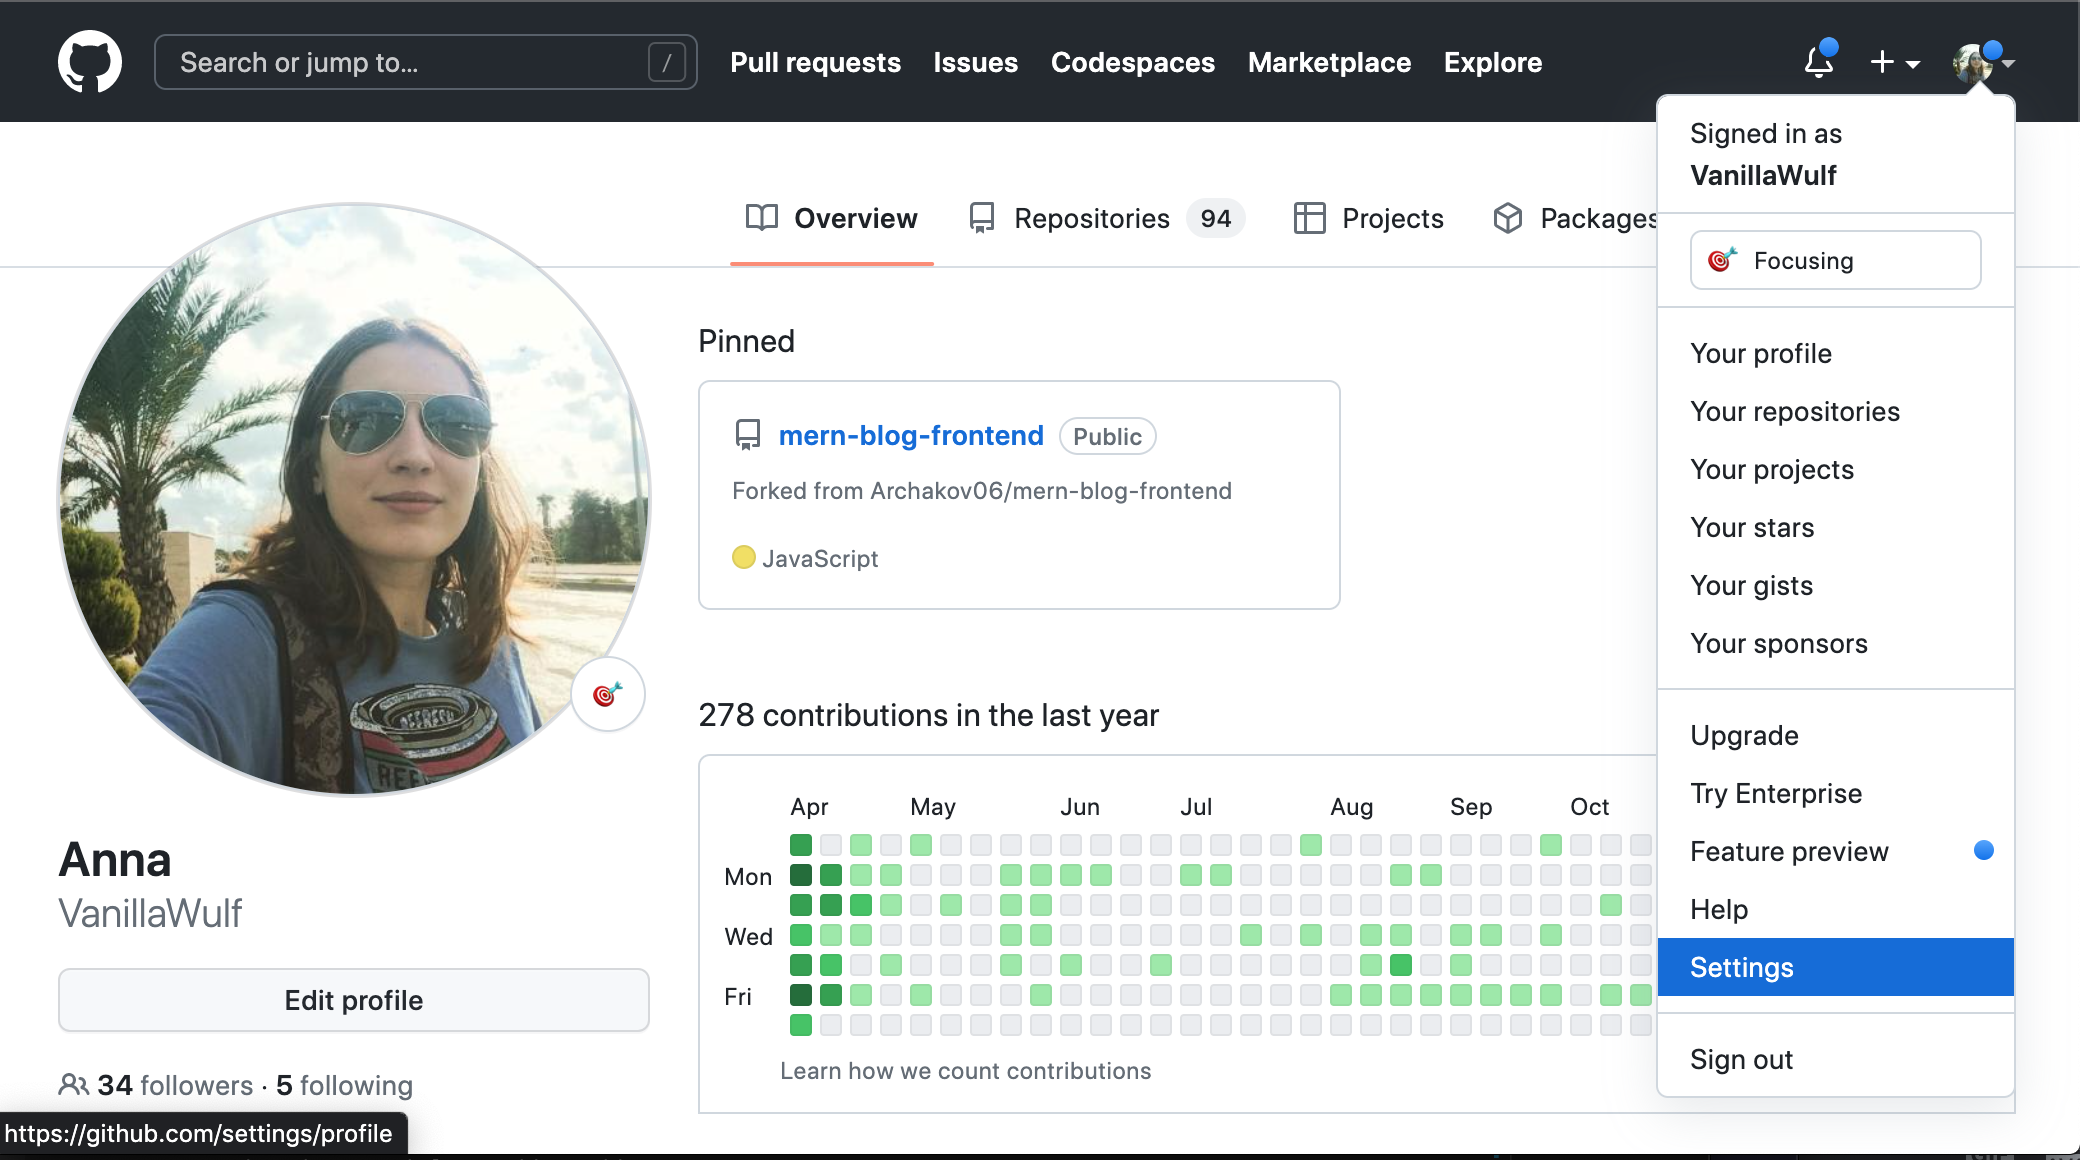 Search or jump to...
/
Pull requests
Issues
Codespaces
Marketplace
Explore
Signed in as
VanillaWulf
Focusing
Your profile
Your repositories
Your projects
Your stars
Your gists
Your sponsors
Upgrade
Try Enterprise
Feature preview
Help
Settings
Sign out
Overview
Repositories 94
Projects
Packages
Pinned
mern-blog-frontend Public
Forked from Archakov06/mern-blog-frontend
JavaScript
278 contributions in the last year
Apr May Jun Jul Aug Sep Oct
Mon
Wed
Fri
Learn how we count contributions
Anna
VanillaWulf
Edit profile
34 followers · 5 following
https://github.com/settings/profile